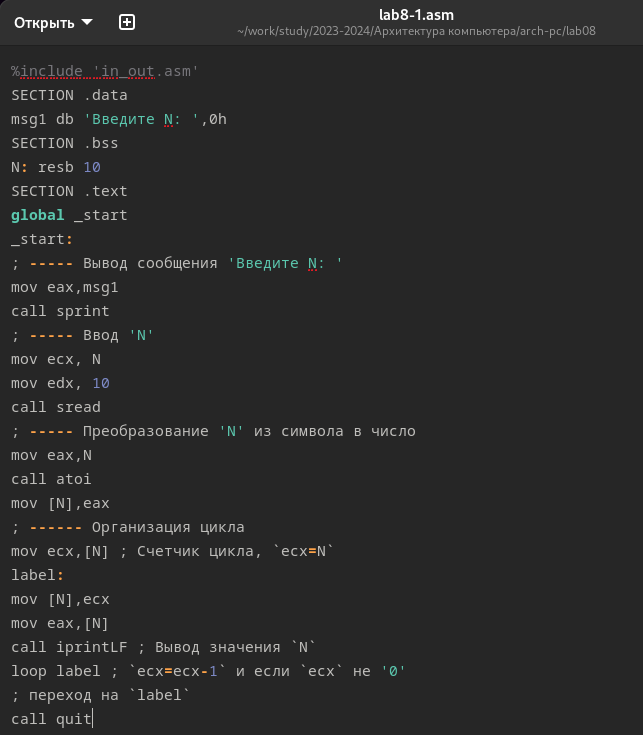 Открыть
lab8-1.asm
~/work/study/2023-2024/Архитектура компьютера/arch-pc/lab08
%include 'in_out.asm'
SECTION .data
msg1 db 'Введите N: ',0h
SECTION .bss
N: resb 10
SECTION .text
global _start
_start:
; ----- Вывод сообщения 'Введите N: '
mov eax,msg1
call sprint
; ----- Ввод 'N'
mov ecx, N
mov edx, 10
call sread
; ----- Преобразование 'N' из символа в число
mov eax,N
call atoi
mov [N],eax
; ------ Организация цикла
mov ecx,[N] ; Счетчик цикла, `ecx=N`
label:
mov [N],ecx
mov eax,[N]
call iprintLF ; Вывод значения `N`
loop label ; `ecx=ecx-1` и если `ecx` не '0'
; переход на `label`
call quit